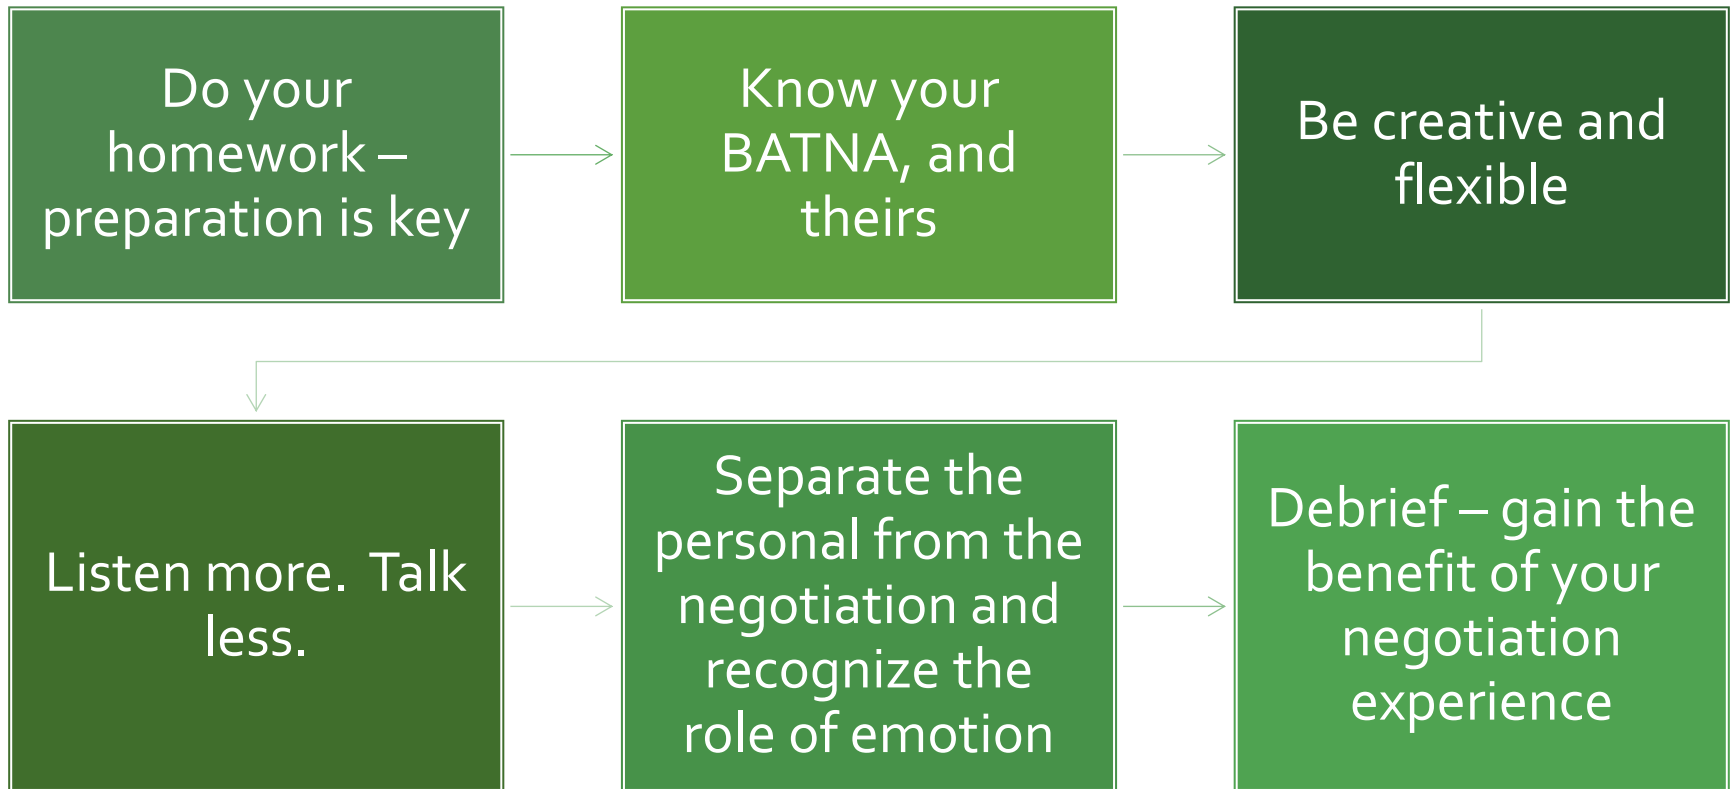 Do your
homework –
preparation is key
Know your
BATNA, and
theirs
Be creative and
flexible
Listen more.  Talk
less.
Separate the
personal from the
negotiation and
recognize the
role of emotion
Debrief – gain the
benefit of your
negotiation
experience